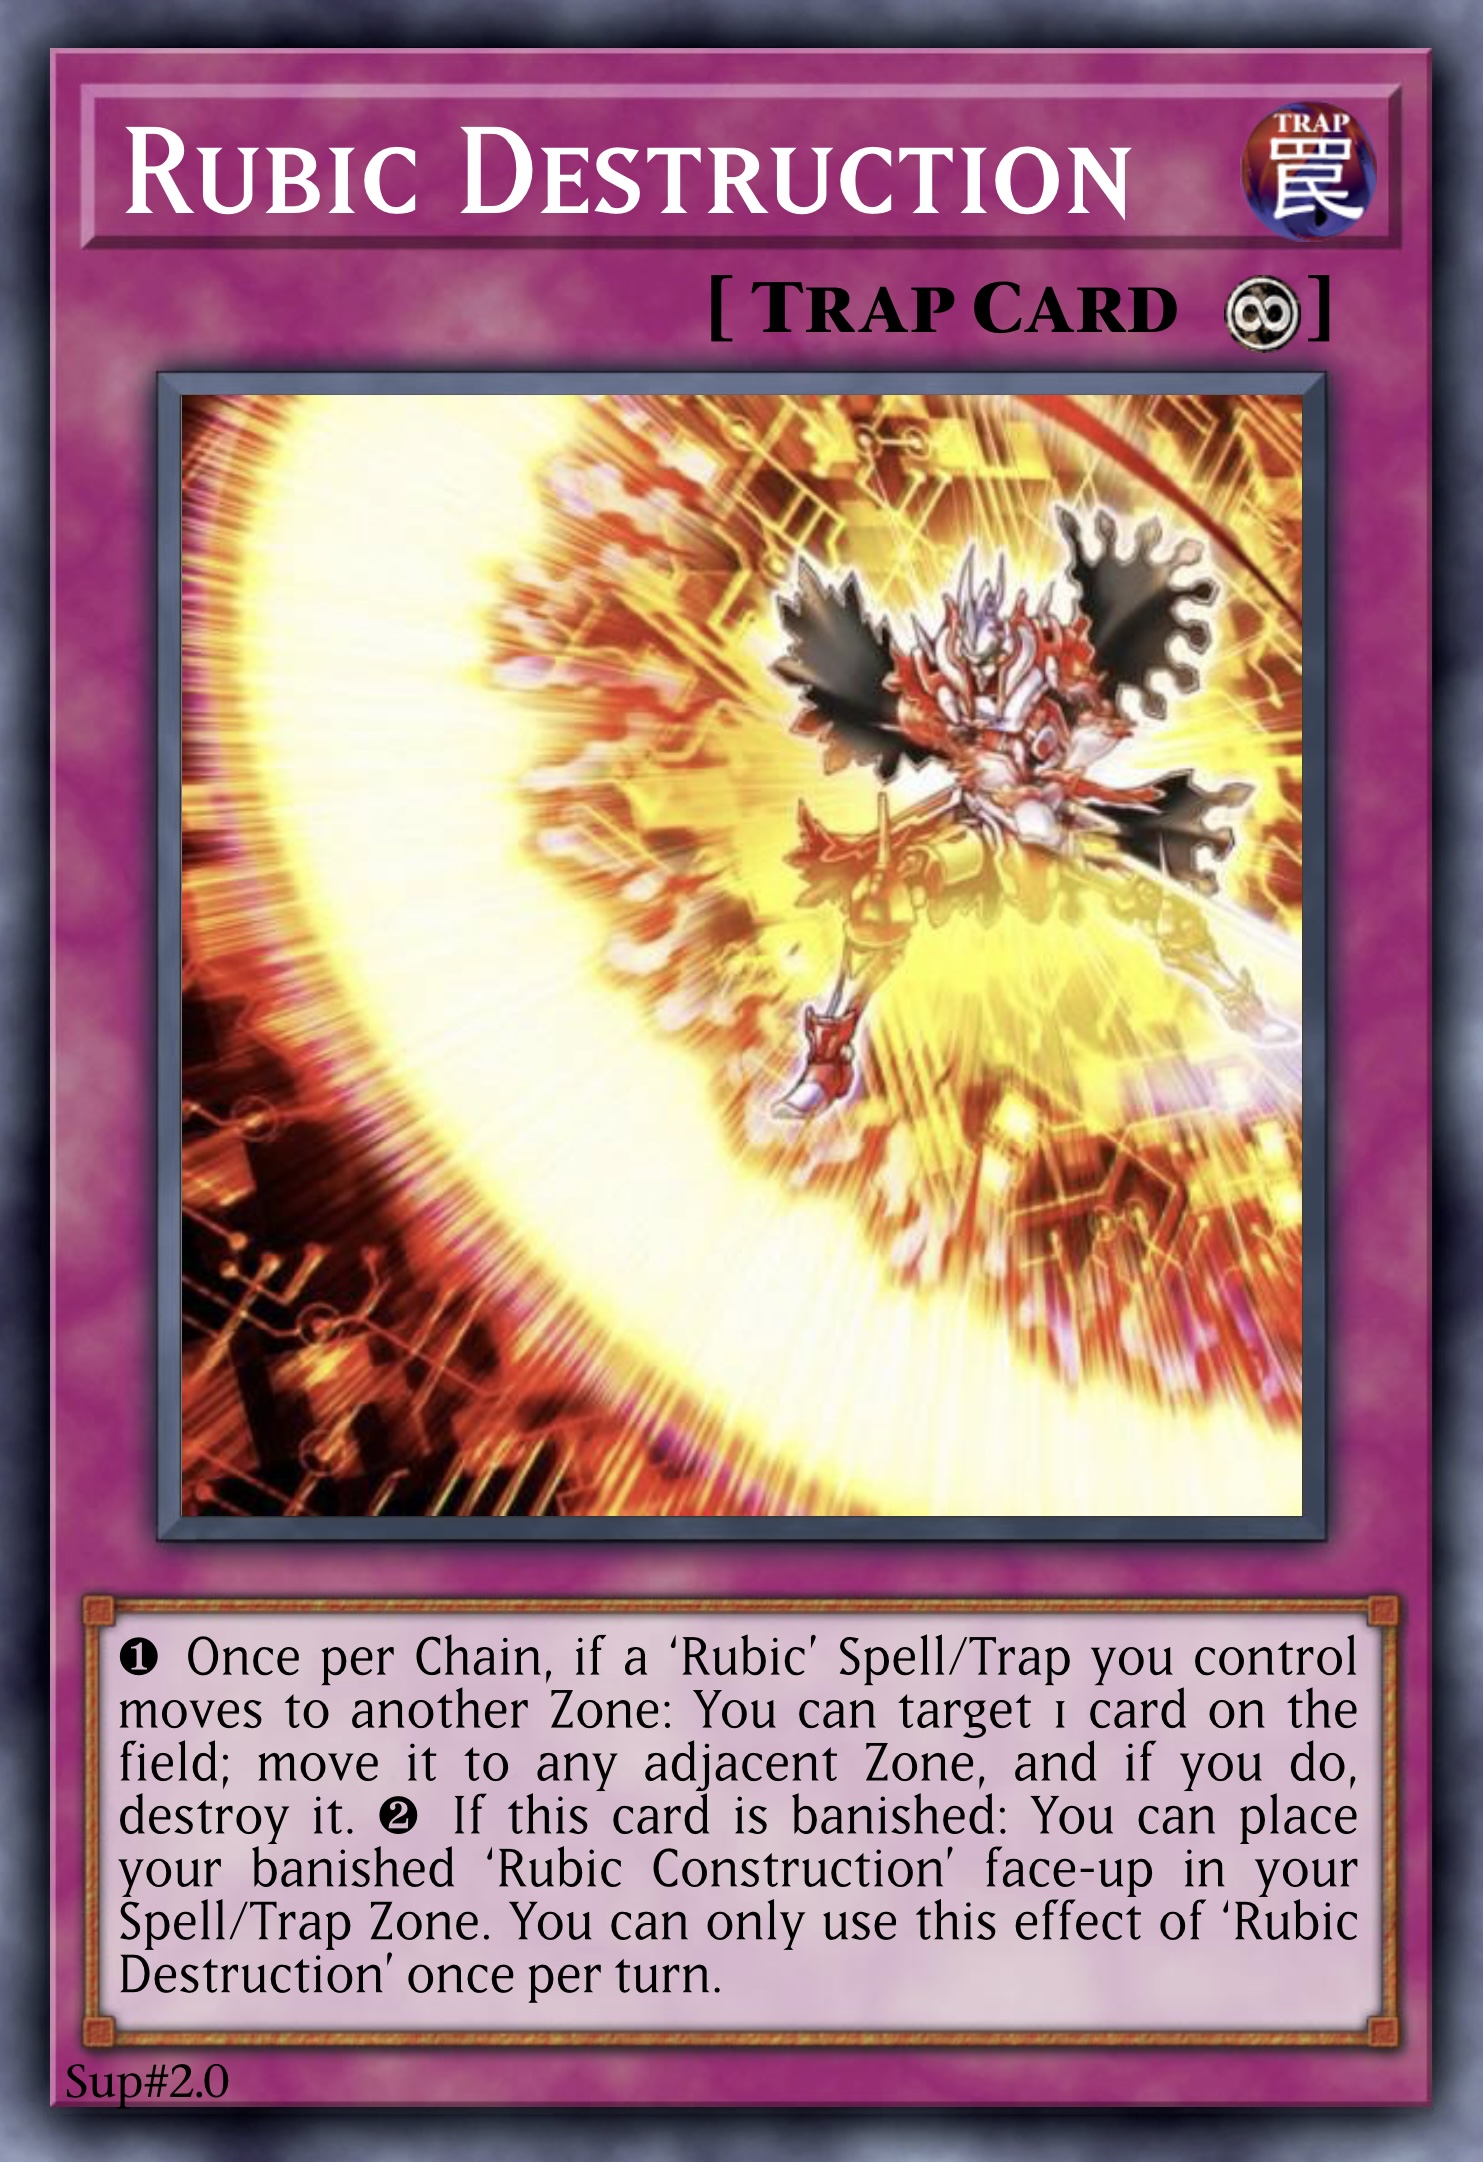 RUBIC DESTRUCTION
TRAP
罠
[ TRAP CARD ]
❶ Once per Chain, if a ‘Rubic’ Spell/Trap you control
moves to another Zone: You can target 1 card on the
field; move it to any adjacent Zone, and if you do,
destroy it. ❷ If this card is banished: You can place
your banished ‘Rubic Construction’ face-up in your
Spell/Trap Zone. You can only use this effect of ‘Rubic
Destruction’ once per turn.
Sup#2.0